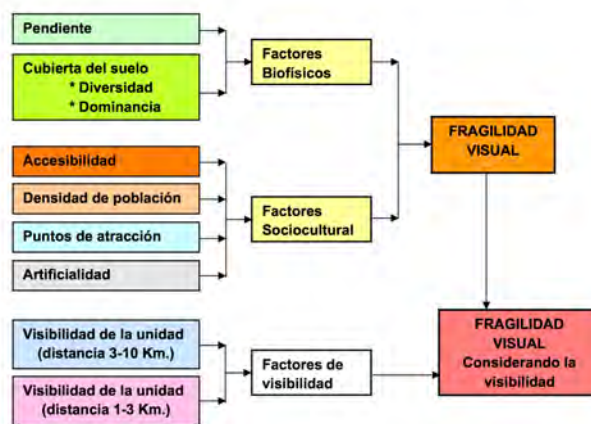 Pendiente
Cubierta del suelo
* Diversidad
* Dominancia
Factores
Biofísicos
Accesibilidad
Densidad de población
Puntos de atracción
Artificialidad
Factores
Sociocultural
FRAGILIDAD
VISUAL
Visibilidad de la unidad
(distancia 3-10 Km.)
Visibilidad de la unidad
(distancia 1-3 Km.)
Factores de
visibilidad
FRAGILIDAD
VISUAL
Considerando la
visibilidad